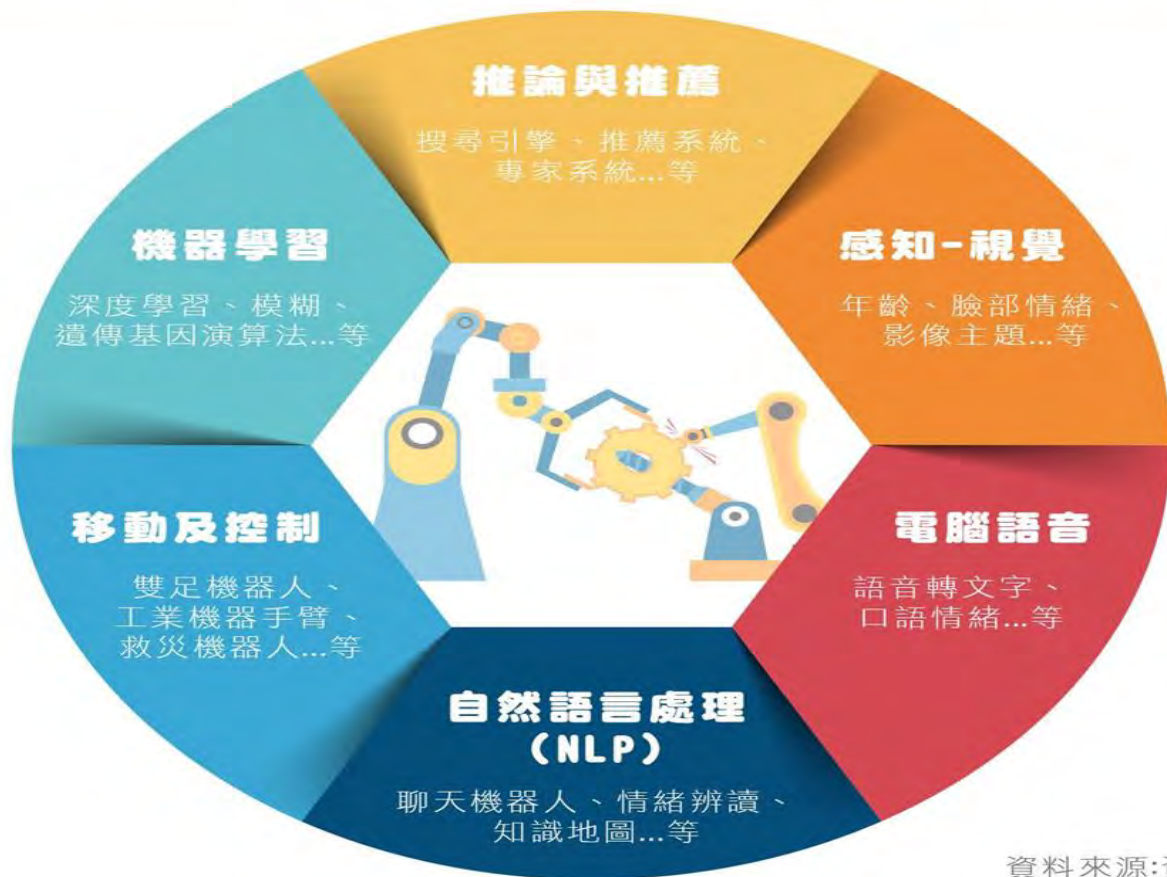 推論與推薦
搜尋引擎、推薦系統、
專家系統...等
感知-視覺
年齡、臉部情緒、
影像主題...等
電腦語音
語音轉文字、
口語情緒...等
自然語言處理
(NLP)
聊天機器人、情緒辨讀、
知識地圖...等
移動及控制
雙足機器人、
工業機器手臂、
救災機器人...等
機器學習
深度學習、模糊、
遺傳基因演算法...等
資料來源: